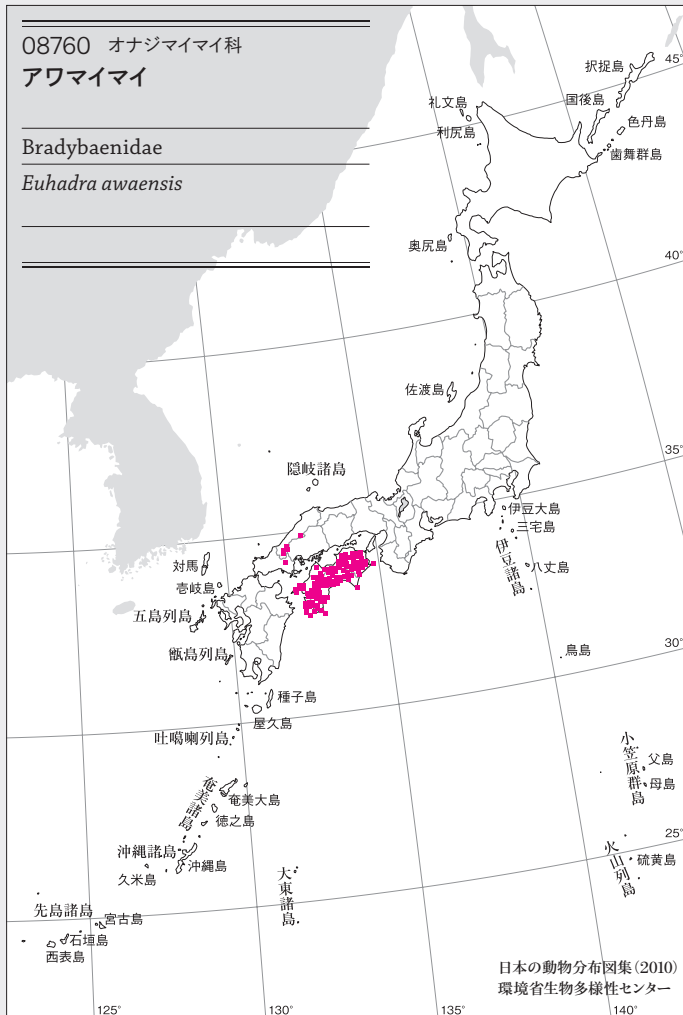 08760 オナジマイマイ科
アワマイマイ
Bradybaenidae
Euhadra awaensis
択捉島
45°
国後島
礼文島
色丹島
利尻島
歯舞群島
奥尻島
40°
佐渡島
35°
隠岐諸島
伊豆大島
三宅島
伊豆諸島
八丈島
対馬
壱岐島
五島列島
甑島列島
鳥島
30°
種子島
屋久島
吐噶喇列島
小笠原群島
父島
母島
奄美諸島
奄美大島
徳之島
25°
沖縄諸島
沖縄島
久米島
火山列島
硫黄島
大東諸島
先島諸島
宮古島
石垣島
西表島
日本の動物分布図集(2010)
環境省生物多様性センター
125°
130°
135°
140°